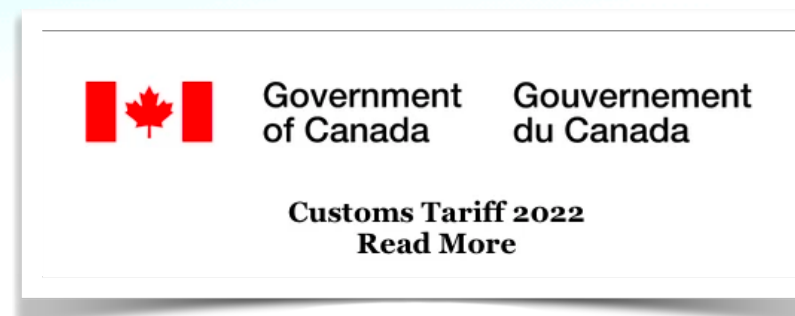 Government Gouvernement
of Canada du Canada
Customs Tariff 2022
Read More